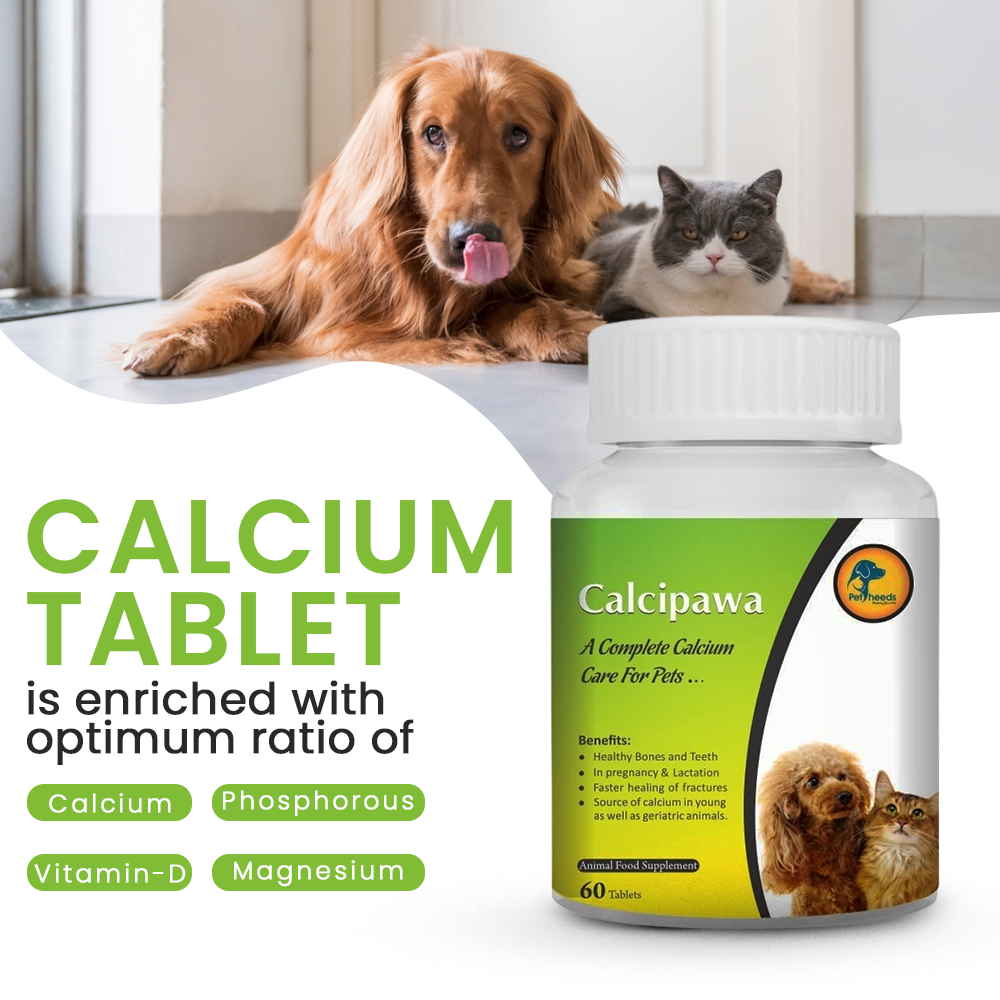 CALCIUM
TABLET
is enriched with
optimum ratio of
Calcium
Phosphorous
Vitamin-D
Magnesium
Calcipawa
A Complete Calcium
Care For Pets ...
Benefits:
• Healthy Bones and Teeth
• In pregnancy & Lactation
• Faster healing of fractures
• Source of calcium in young
as well as geriatric animals.
Animal Food Supplement
60 Tablets
Pet heeds